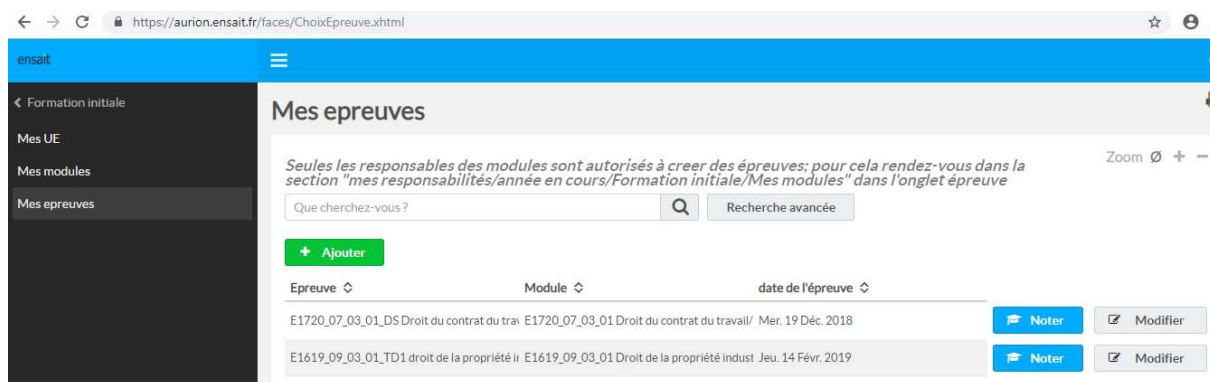 https://aurion.ensait.fr/faces/ChoixEpreuve.xhtml
ensait
Formation initiale
Mes UE
Mes modules
Mes epreuves
Mes epreuves
Zoom Ø + −
Seules les responsables des modules sont autorisés à creer des épreuves; pour cela rendez-vous dans la
section "mes responsabilités/année en cours/Formation initiale/Mes modules" dans l'onglet épreuve
Que cherchez-vous ?
Recherche avancée
+ Ajouter
Epreuve Module date de l'épreuve
E1720_07_03_01_DS Droit du contrat du trav E1720_07_03_01 Droit du contrat du travail/ Mer. 19 Déc. 2018 Noter Modifier
E1619_09_03_01_TD1 droit de la propriété ir E1619_09_03_01 Droit de la propriété indust Jeu. 14 Févr. 2019 Noter Modifier